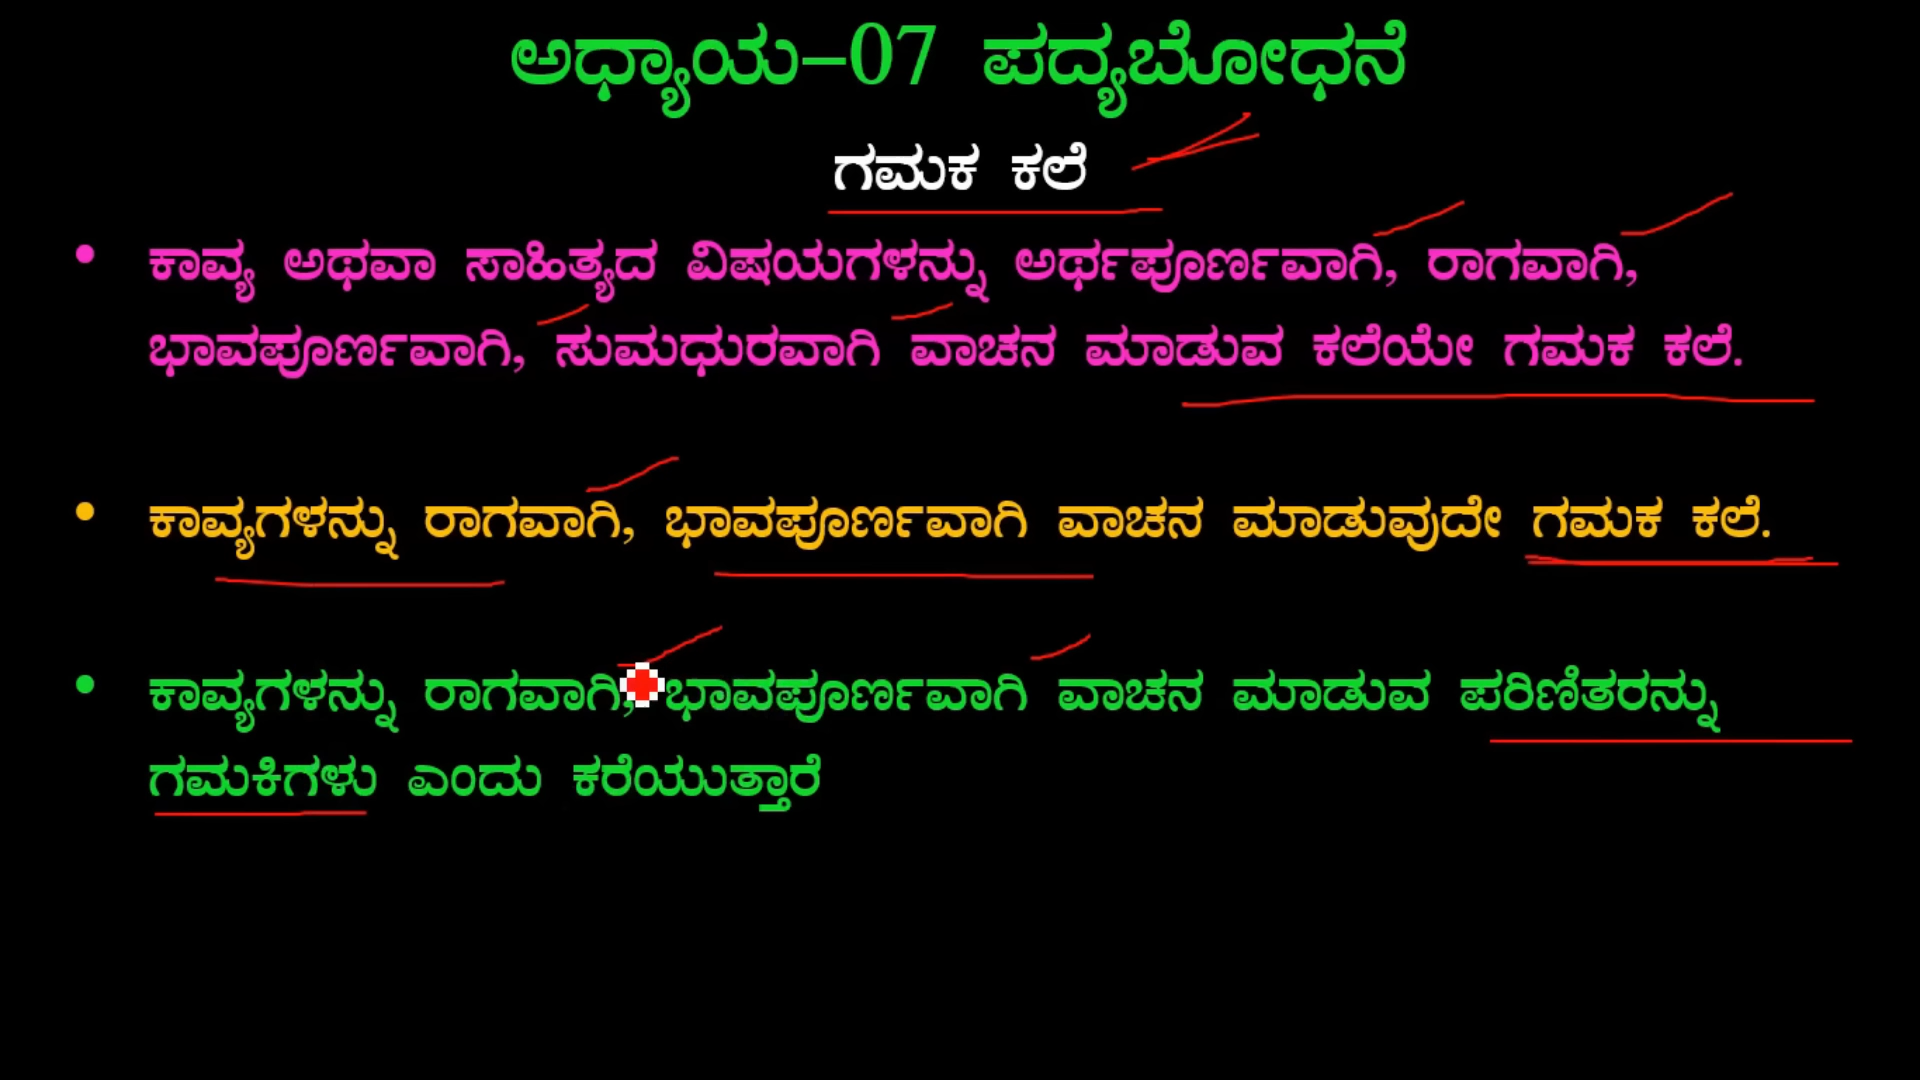 ಅಧ್ಯಾಯ-07 ಪದ್ಯಬೋಧನೆ
ಗಮಕ ಕಲೆ
• ಕಾವ್ಯ ಅಥವಾ ಸಾಹಿತ್ಯದ ವಿಷಯಗಳನ್ನು ಅರ್ಥಪೂರ್ಣವಾಗಿ, ರಾಗವಾಗಿ,
ಭಾವಪೂರ್ಣವಾಗಿ, ಸುಮಧುರವಾಗಿ ವಾಚನ ಮಾಡುವ ಕಲೆಯೇ ಗಮಕ ಕಲೆ.
• ಕಾವ್ಯಗಳನ್ನು ರಾಗವಾಗಿ, ಭಾವಪೂರ್ಣವಾಗಿ ವಾಚನ ಮಾಡುವುದೇ ಗಮಕ ಕಲೆ.
• ಕಾವ್ಯಗಳನ್ನು ರಾಗವಾಗಿ, ಭಾವಪೂರ್ಣವಾಗಿ ವಾಚನ ಮಾಡುವ ಪರಿಣಿತರನ್ನು
ಗಮಕಿಗಳು ಎಂದು ಕರೆಯುತ್ತಾರೆ